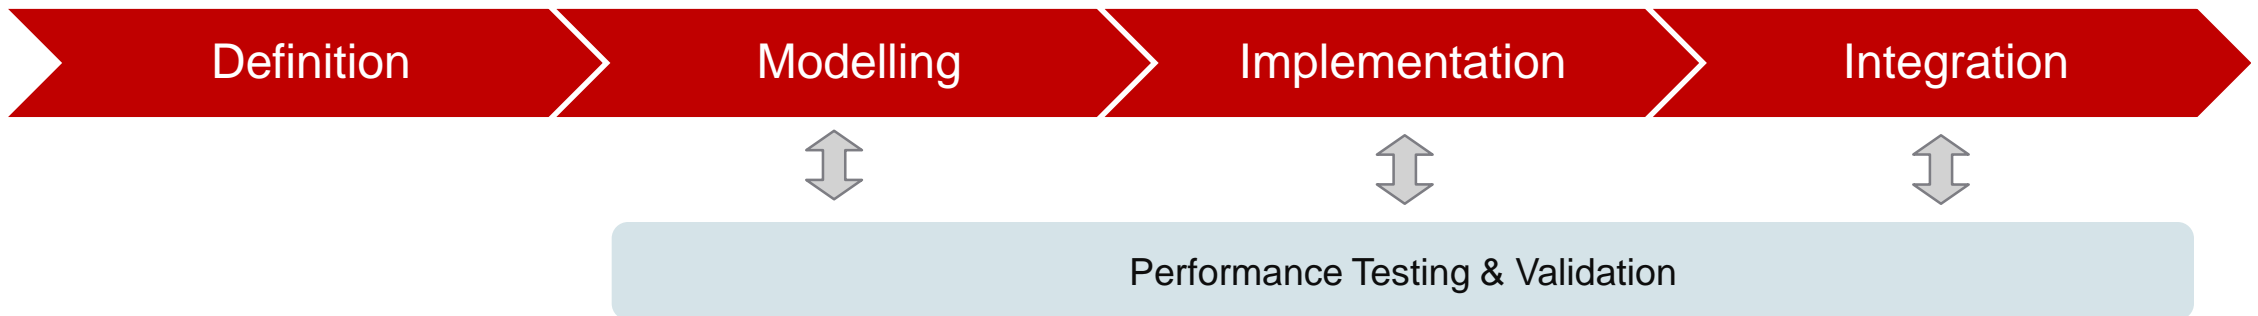 Definition
Modelling
Implementation
Integration
Performance Testing & Validation